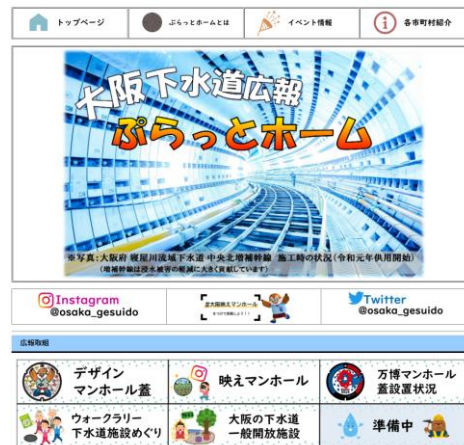 トップページ
ぷらっとホームとは
イベント情報
各市町村紹介
大阪下水道広報
ぷらっとホーム
※写真:大阪府 寝屋川流域下水道 中央北増補幹線 施工時の状況(令和元年供用開始)
(増補幹線は浸水被害の軽減に大きく貢献しています)
Instagram
@osaka_gesuido
Twitter
@osaka_gesuido
広報取組
デザイン
マンホール蓋
映えマンホール
万博マンホール
蓋設置状況
ウォークラリー
下水道施設めぐり
大阪の下水道
一般開放施設
準備中